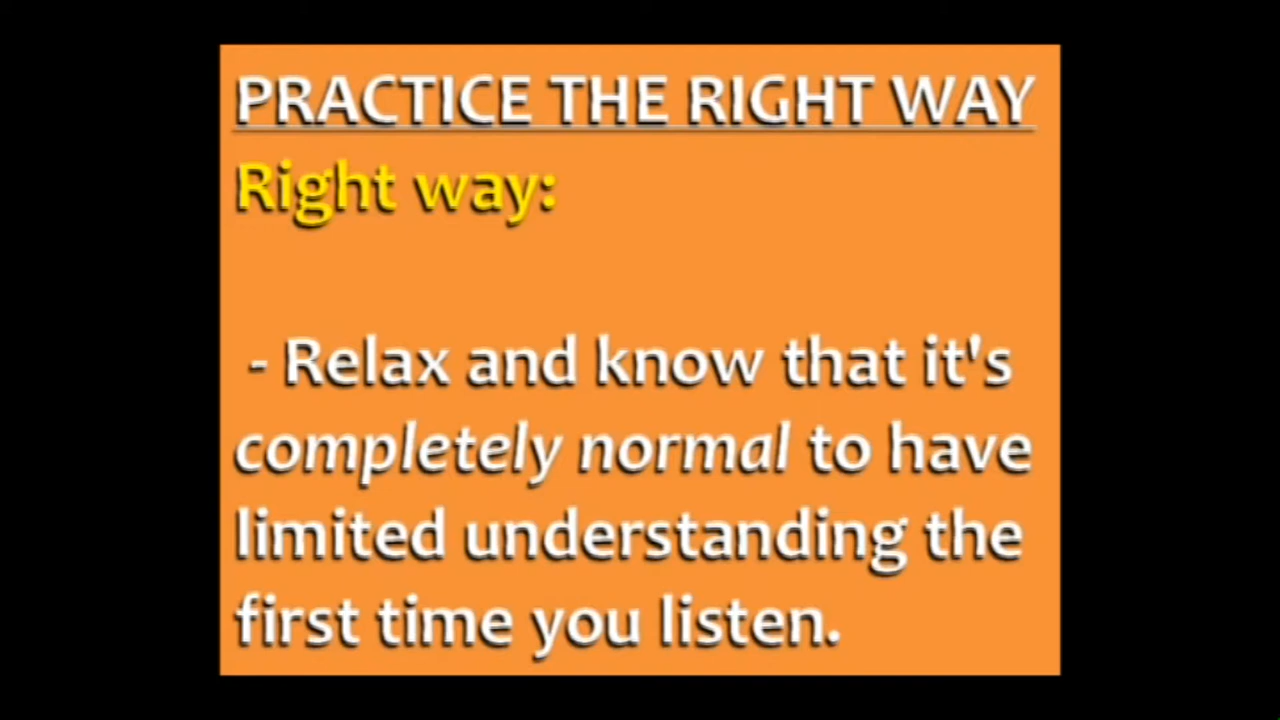 PRACTICE THE RIGHT WAY
Right way:
- Relax and know that it's
completely normal to have
limited understanding the
first time you listen.